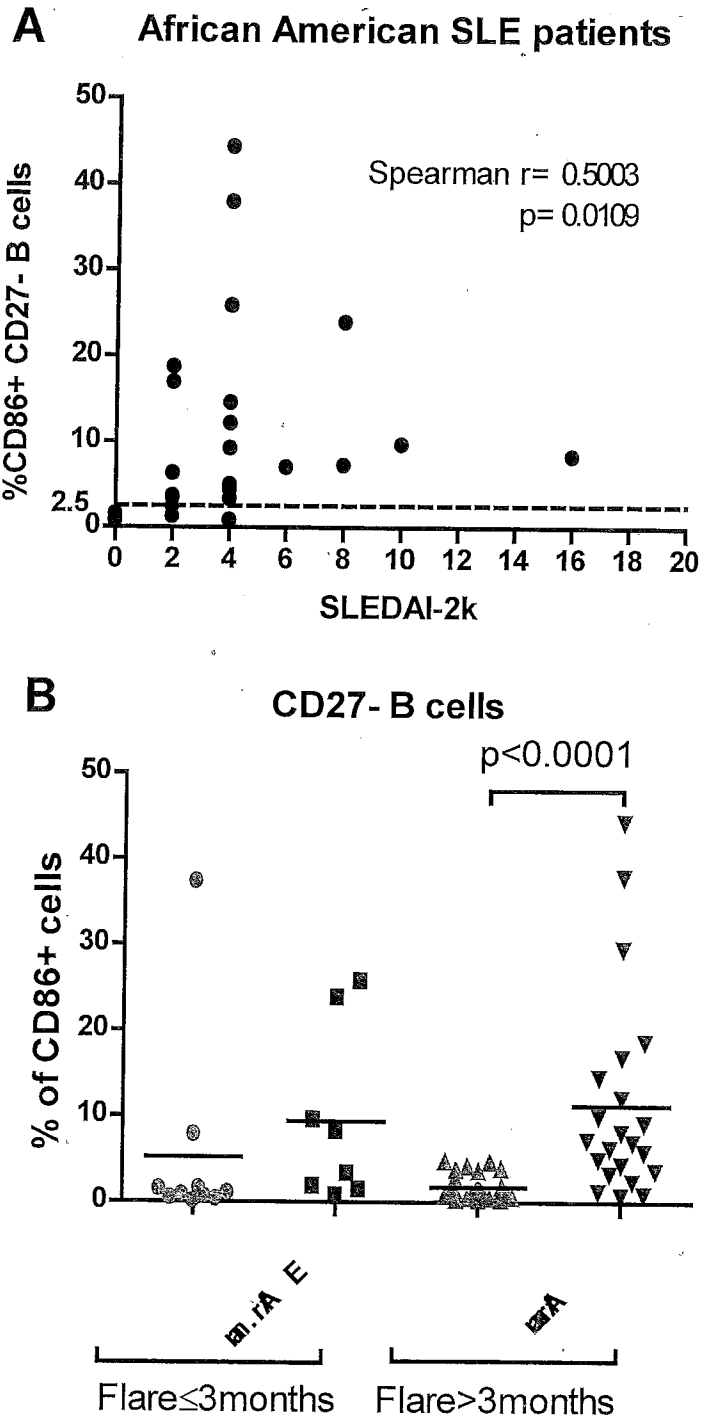 A African American SLE patients
50
40
30
20
10
2.5
0
%CD86+ CD27- B cells
Spearman r= 0.5003
p= 0.0109
0 2 4 6 8 10 12 14 16 18 20
SLEDAI-2k
B CD27- B cells
p<0.0001
50
40
30
20
10
0
% of CD86+ cells
Flare≤3months Flare>3months